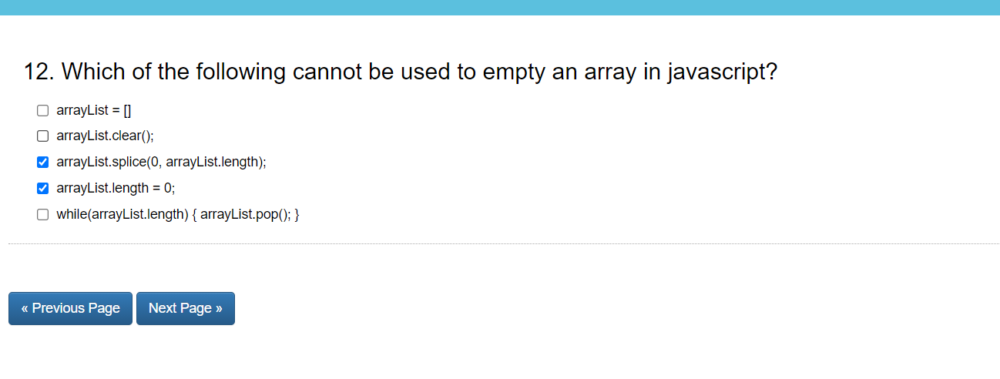 12. Which of the following cannot be used to empty an array in javascript?
arrayList = []
arrayList.clear();
arrayList.splice(0, arrayList.length);
arrayList.length = 0;
while(arrayList.length) { arrayList.pop(); }
« Previous Page Next Page »